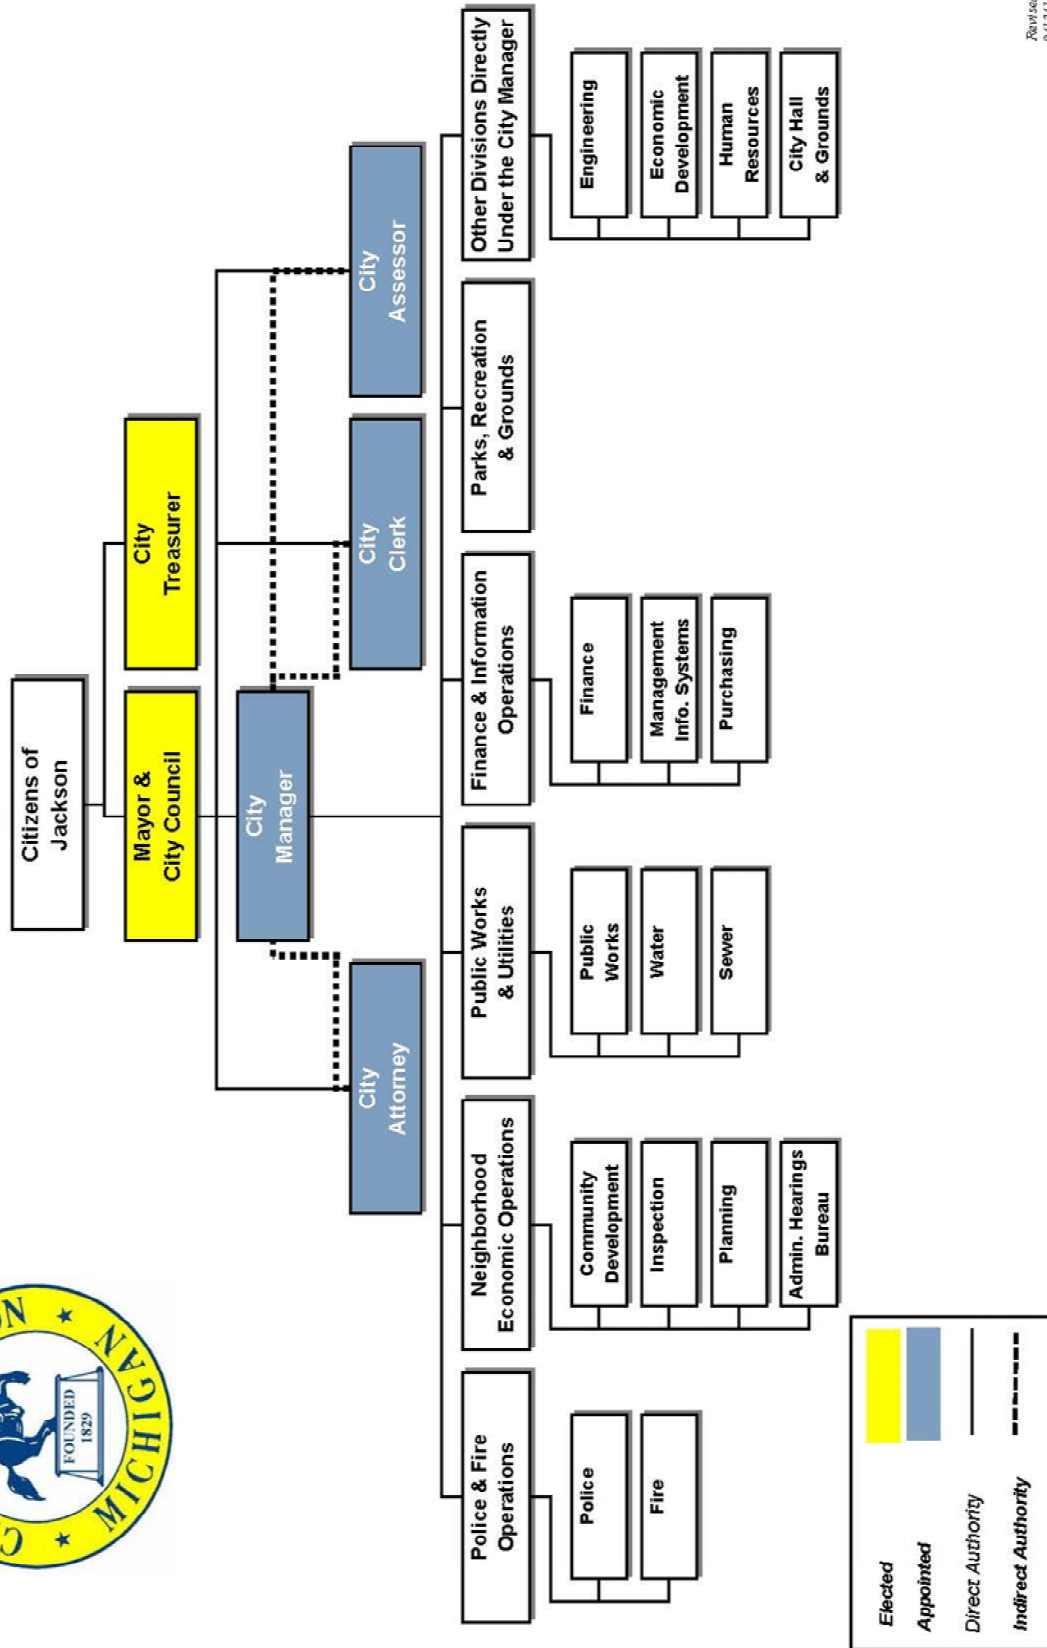 Citizens of
Jackson
Mayor &
City Council
City
Treasurer
City
Manager
City
Attorney
City
Clerk
City
Assessor
Police & Fire
Operations
Police
Fire
Neighborhood
Economic Operations
Community
Development
Inspection
Planning
Admin. Hearings
Bureau
Public Works
& Utilities
Public
Works
Water
Sewer
Finance & Information
Operations
Finance
Management
Info. Systems
Purchasing
Parks, Recreation
& Grounds
Other Divisions Directly
Under the City Manager
Engineering
Economic
Development
Human
Resources
City Hall
& Grounds
MICHIGAN
FOUNDED
1829
Elected
Appointed
Direct Authority
Indirect Authority